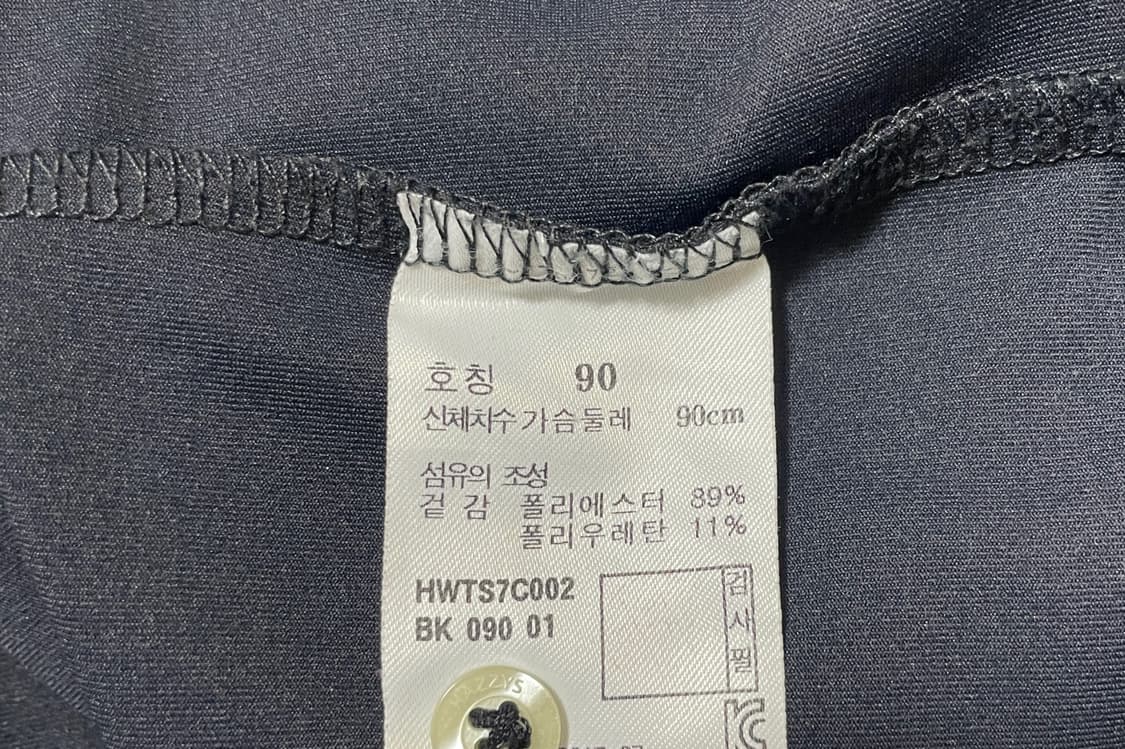 호칭 90
신체치수 가슴둘레 90cm
섬유의 조성
겉 감 폴리에스터 89%
폴리우레탄 11%
HWTS7C002
BK 090 01
검사필
HAZZYS